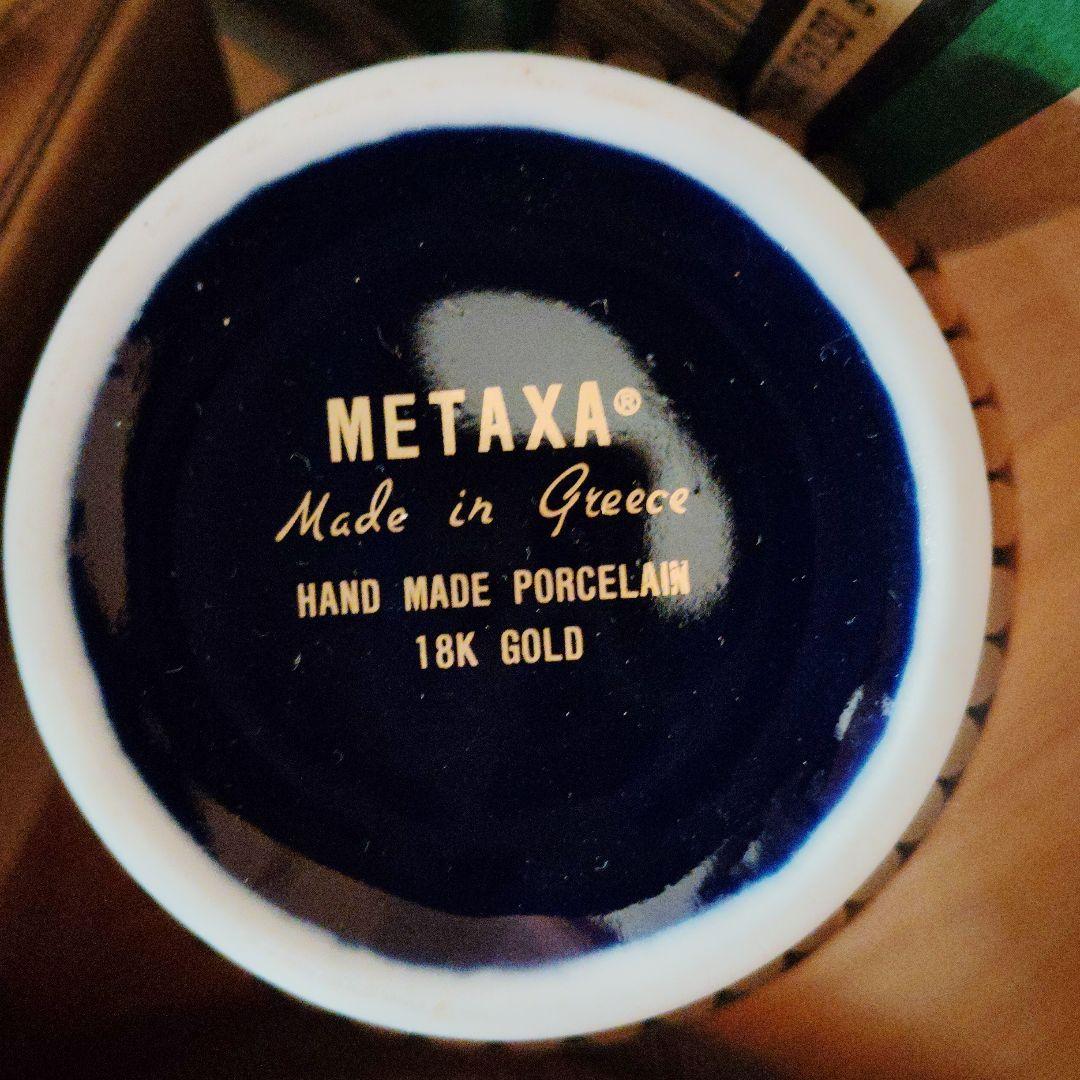 METAXA®
Made in Greece
HAND MADE PORCELAIN
18K GOLD